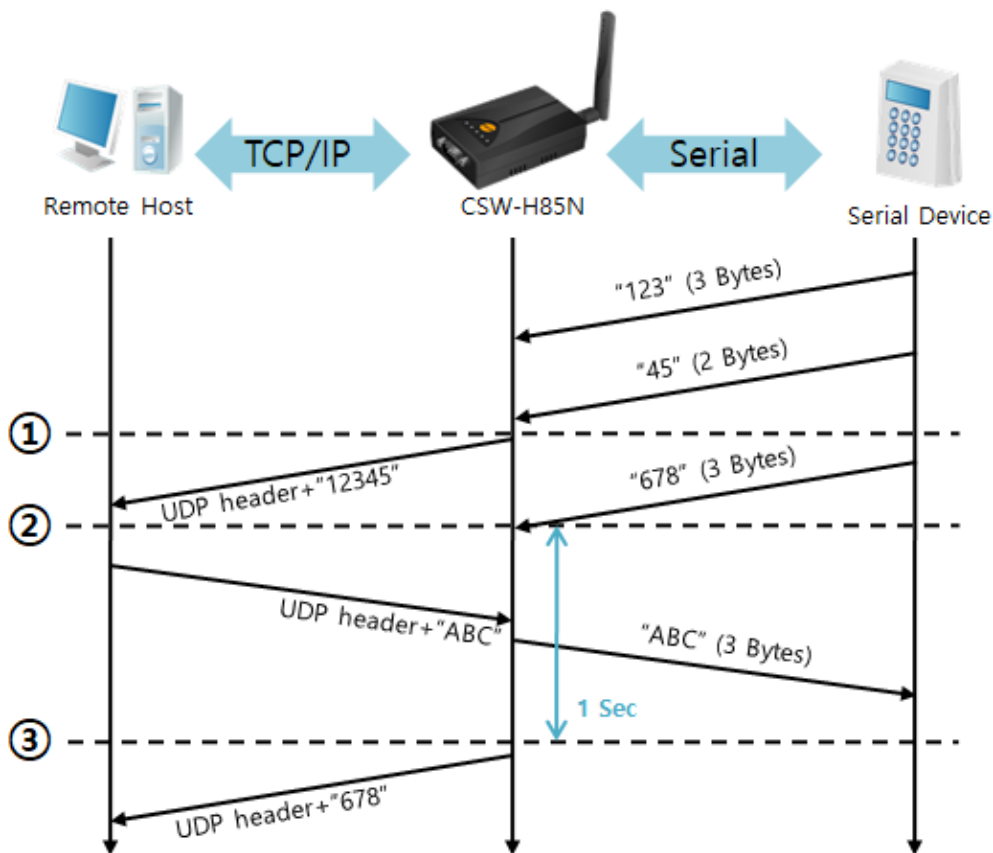 TCP/IP
Serial
Remote Host
CSW-H85N
Serial Device
"123" (3 Bytes)
"45" (2 Bytes)
①
UDP header+"12345"
"678" (3 Bytes)
②
UDP header+"ABC"
"ABC" (3 Bytes)
1 Sec
③
UDP header+"678"